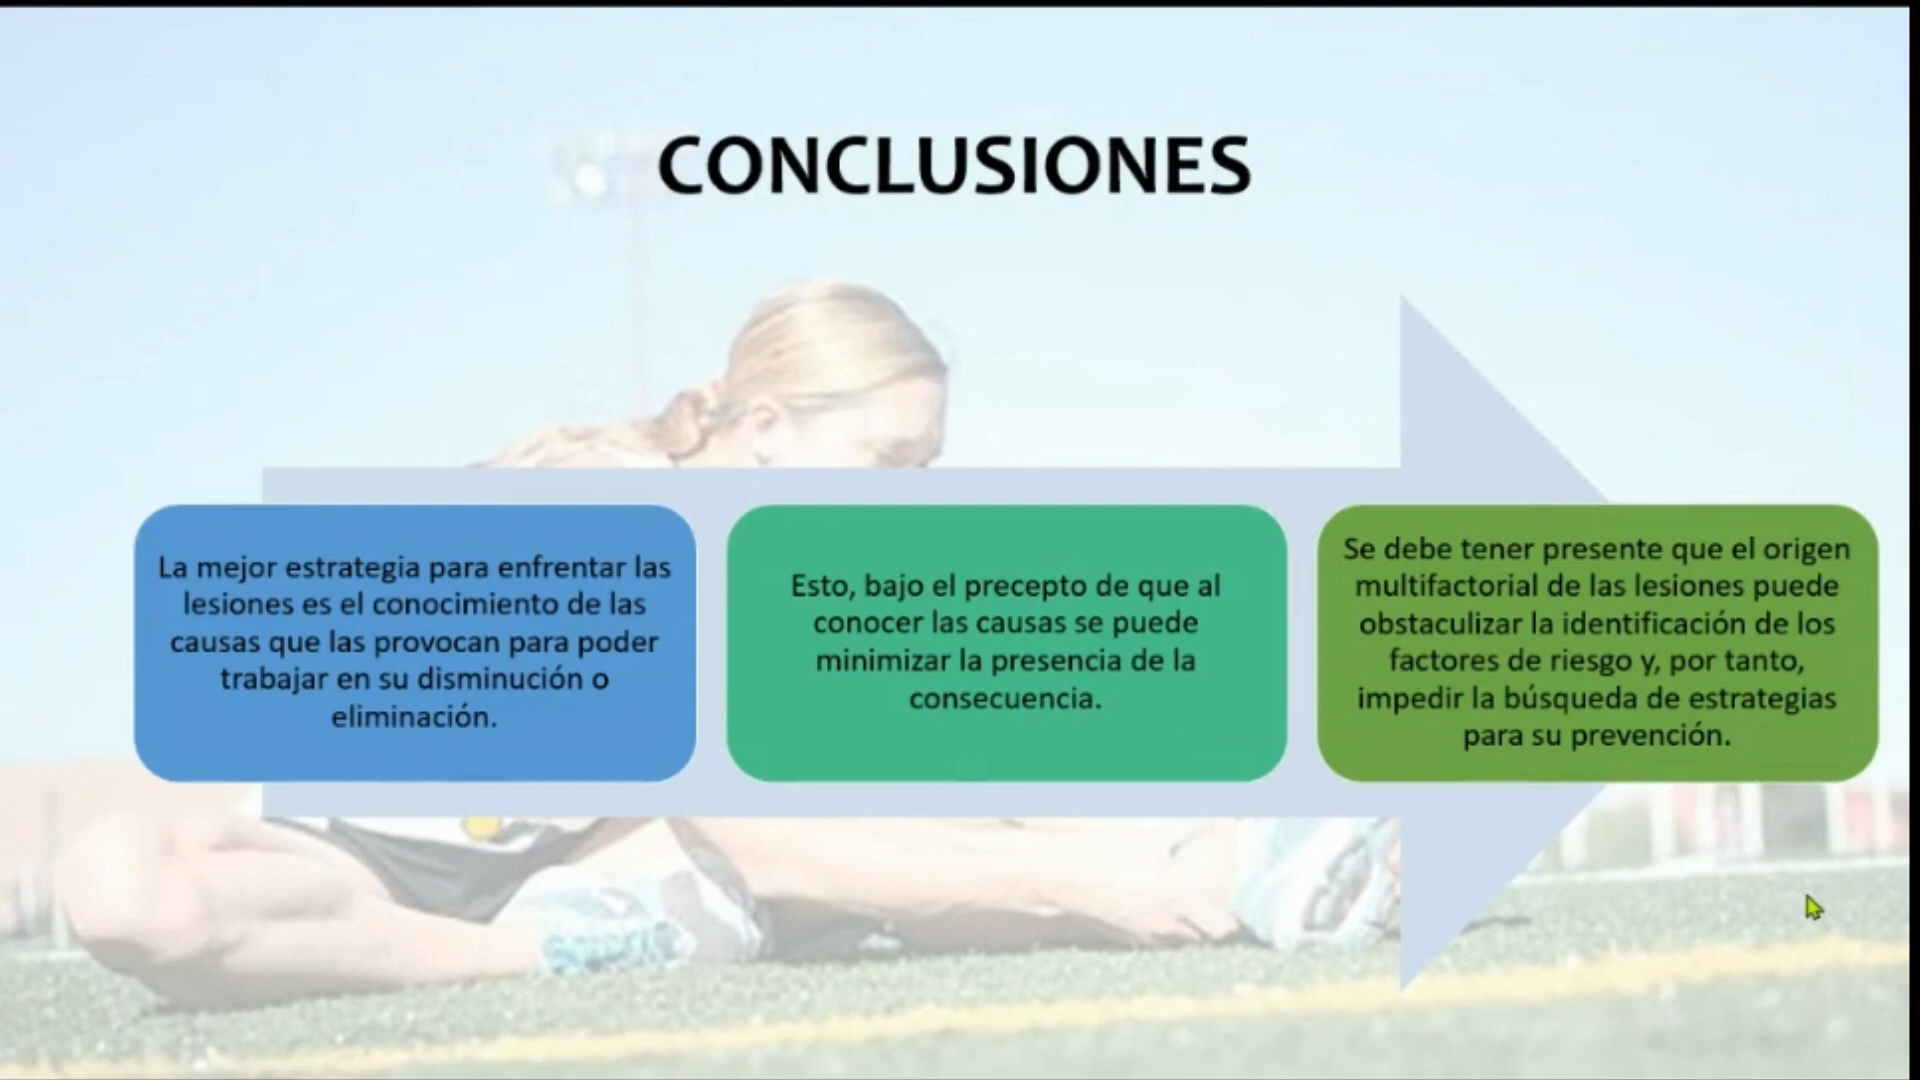 CONCLUSIONES
La mejor estrategia para enfrentar las
lesiones es el conocimiento de las
causas que las provocan para poder
trabajar en su disminución o
eliminación.
Esto, bajo el precepto de que al
conocer las causas se puede
minimizar la presencia de la
consecuencia.
Se debe tener presente que el origen
multifactorial de las lesiones puede
obstaculizar la identificación de los
factores de riesgo y, por tanto,
impedir la búsqueda de estrategias
para su prevención.